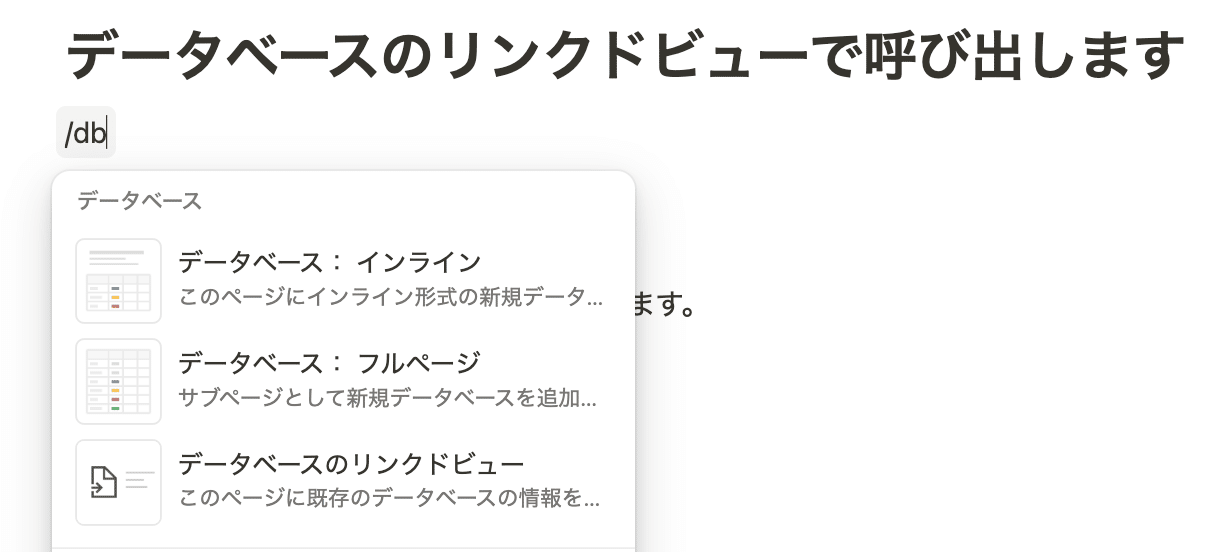 データベースのリンクドビューで呼び出します
/db
データベース
データベース： インライン
このページにインライン形式の新規データ...
ます。
データベース： フルページ
サブページとして新規データベースを追加...
データベースのリンクドビュー
このページに既存のデータベースの情報を...